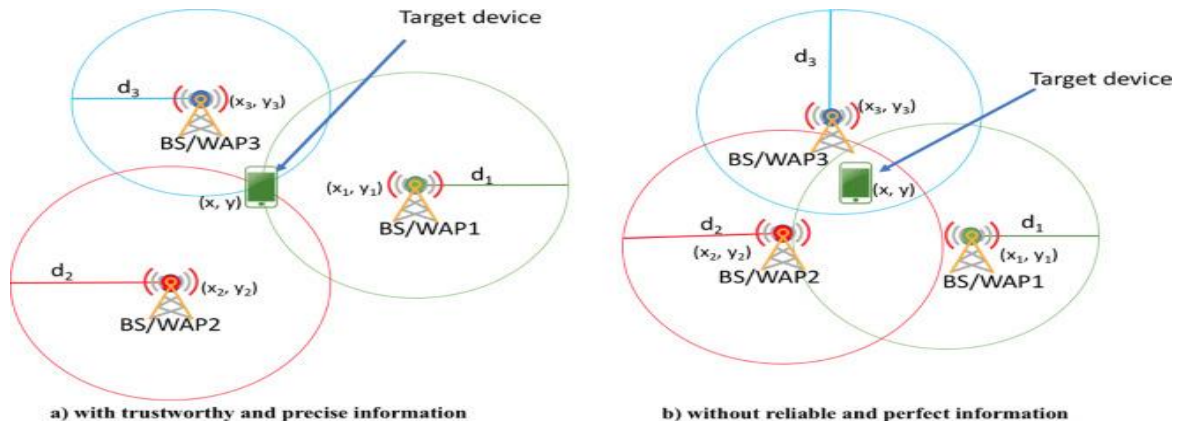 Target device
d₃
(x₃, y₃)
BS/WAP3
(x₁, y₁)
d₁
(x, y)
BS/WAP1
d₂
(x₂, y₂)
BS/WAP2
a) with trustworthy and precise information
d₃
Target device
(x₃, y₃)
BS/WAP3
(x, y)
d₂
d₁
(x₂, y₂)
(x₁, y₁)
BS/WAP2
BS/WAP1
b) without reliable and perfect information